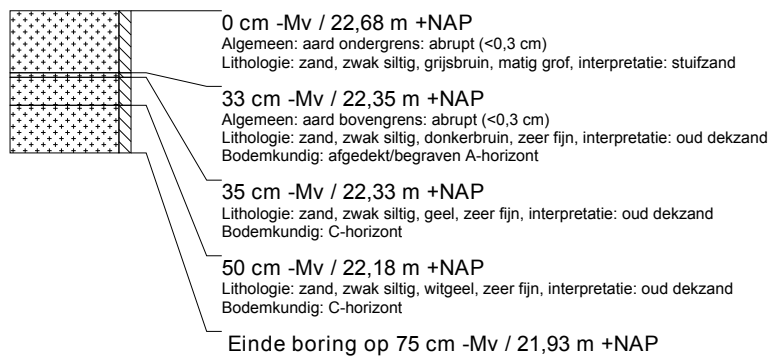 0 cm -Mv / 22,68 m +NAP
Algemeen: aard ondergrens: abrupt (<0,3 cm)
Lithologie: zand, zwak siltig, grijsbruin, matig grof, interpretatie: stuifzand
33 cm -Mv / 22,35 m +NAP
Algemeen: aard bovengrens: abrupt (<0,3 cm)
Lithologie: zand, zwak siltig, donkerbruin, zeer fijn, interpretatie: oud dekzand
Bodemkundig: afgedekt/begraven A-horizont
35 cm -Mv / 22,33 m +NAP
Lithologie: zand, zwak siltig, geel, zeer fijn, interpretatie: oud dekzand
Bodemkundig: C-horizont
50 cm -Mv / 22,18 m +NAP
Lithologie: zand, zwak siltig, witgeel, zeer fijn, interpretatie: oud dekzand
Bodemkundig: C-horizont
Einde boring op 75 cm -Mv / 21,93 m +NAP